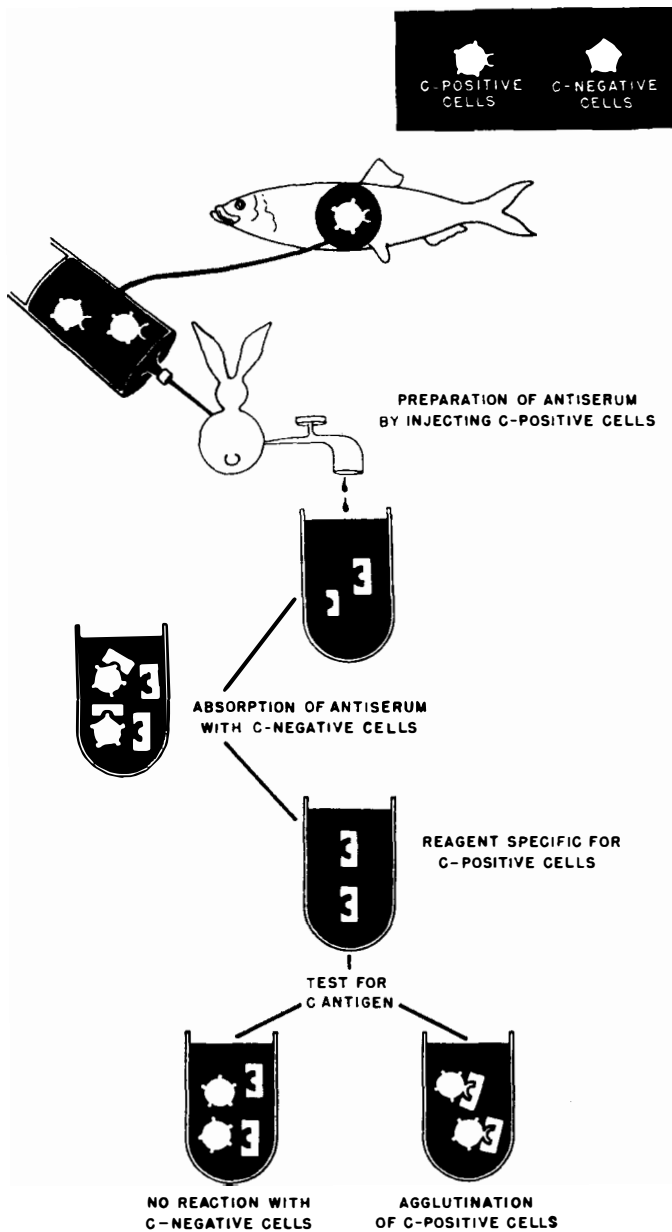 C-POSITIVE
CELLS
C-NEGATIVE
CELLS
PREPARATION OF ANTISERUM
BY INJECTING C-POSITIVE CELLS
ABSORPTION OF ANTISERUM
WITH C-NEGATIVE CELLS
REAGENT SPECIFIC FOR
C-POSITIVE CELLS
TEST FOR
C ANTIGEN
NO REACTION WITH
C-NEGATIVE CELLS
AGGLUTINATION
OF C-POSITIVE CELLS